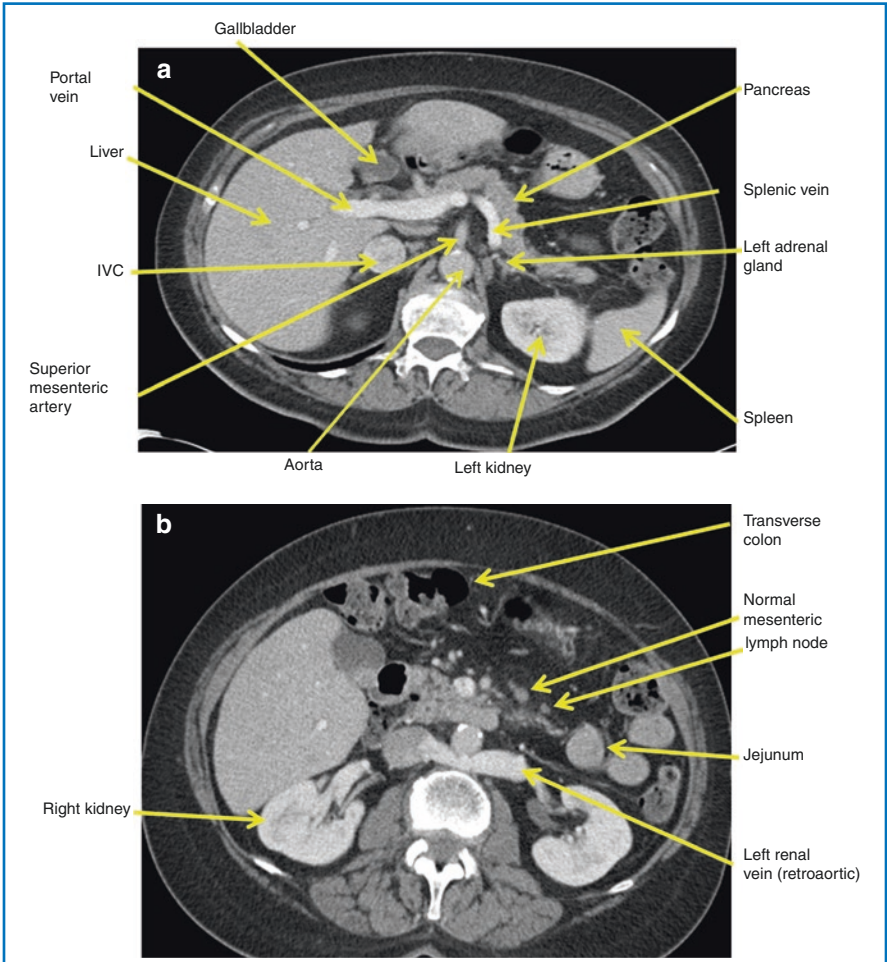 Gallbladder
a
Portal
vein
Pancreas
Liver
Splenic vein
Left adrenal
gland
IVC
Superior
mesenteric
artery
Spleen
Aorta
Left kidney
b
Transverse
colon
Normal
mesenteric
lymph node
Jejunum
Right kidney
Left renal
vein (retroaortic)